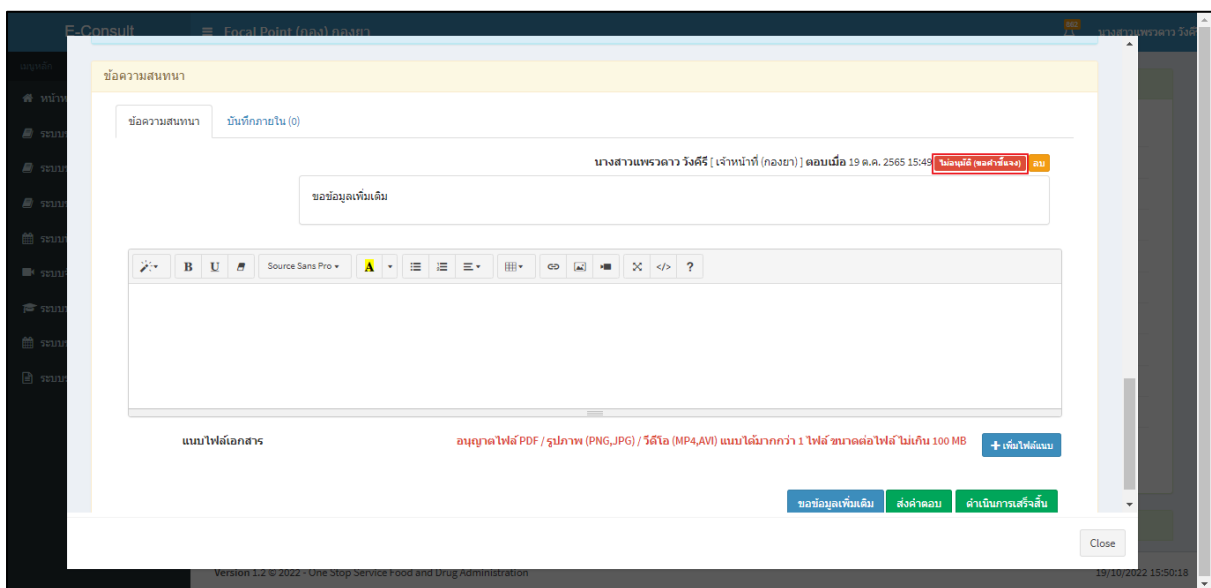 E-Consult
Focal Point (กอง) กองยา
นางสาวแพรวดาว วังคีรี
เมนูหลัก
ข้อความสนทนา
ข้อความสนทนา บันทึกภายใน (0)
นางสาวแพรวดาว วังคีรี [ เจ้าหน้าที่ (กองยา) ] ตอบเมื่อ 19 ต.ค. 2565 15:49 ไม่อนุมัติ (ขอคำชี้แจง) ลบ
ขอข้อมูลเพิ่มเติม
B U Source Sans Pro A </> ?
แนบไฟล์เอกสาร อนุญาตไฟล์ PDF / รูปภาพ (PNG,JPG) / วีดีโอ (MP4,AVI) แนบได้มากกว่า 1 ไฟล์ ขนาดต่อไฟล์ ไม่เกิน 100 MB + เพิ่มไฟล์แนบ
ขอข้อมูลเพิ่มเติม ส่งคำตอบ ดำเนินการเสร็จสิ้น
Close
Version 1.2 © 2022 - One Stop Service Food and Drug Administration 19/10/2022 15:50:18